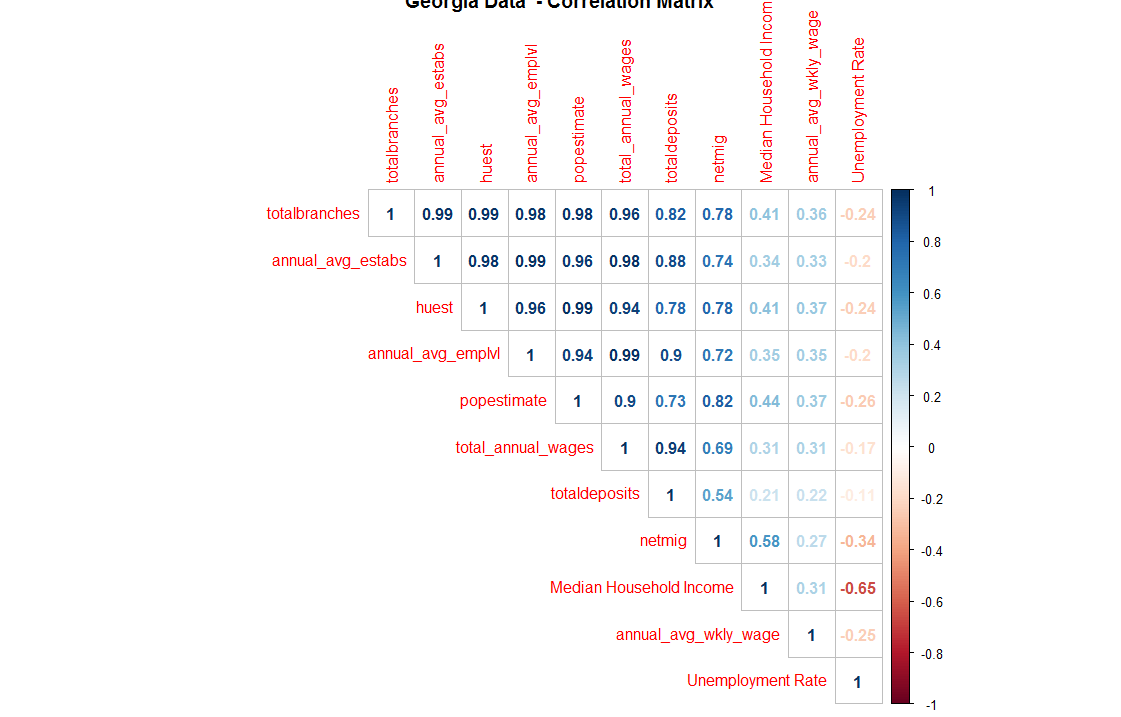 Georgia Data - Correlation Matrix
totalbranches
annual_avg_estabs
huest
annual_avg_emplvl
popestimate
total_annual_wages
totaldeposits
netmig
Median Household Incom
annual_avg_wkly_wage
Unemployment Rate
totalbranches 1 0.99 0.99 0.98 0.98 0.96 0.82 0.78 0.41 0.36 -0.24
annual_avg_estabs 1 0.98 0.99 0.96 0.98 0.88 0.74 0.34 0.33 -0.2
huest 1 0.96 0.99 0.94 0.78 0.78 0.41 0.37 -0.24
annual_avg_emplvl 1 0.94 0.99 0.9 0.72 0.35 0.35 -0.2
popestimate 1 0.9 0.73 0.82 0.44 0.37 -0.26
total_annual_wages 1 0.94 0.69 0.31 0.31 -0.17
totaldeposits 1 0.54 0.21 0.22 -0.11
netmig 1 0.58 0.27 -0.34
Median Household Income 1 0.31 -0.65
annual_avg_wkly_wage 1 -0.25
Unemployment Rate 1
1
0.8
0.6
0.4
0.2
0
-0.2
-0.4
-0.6
-0.8
-1